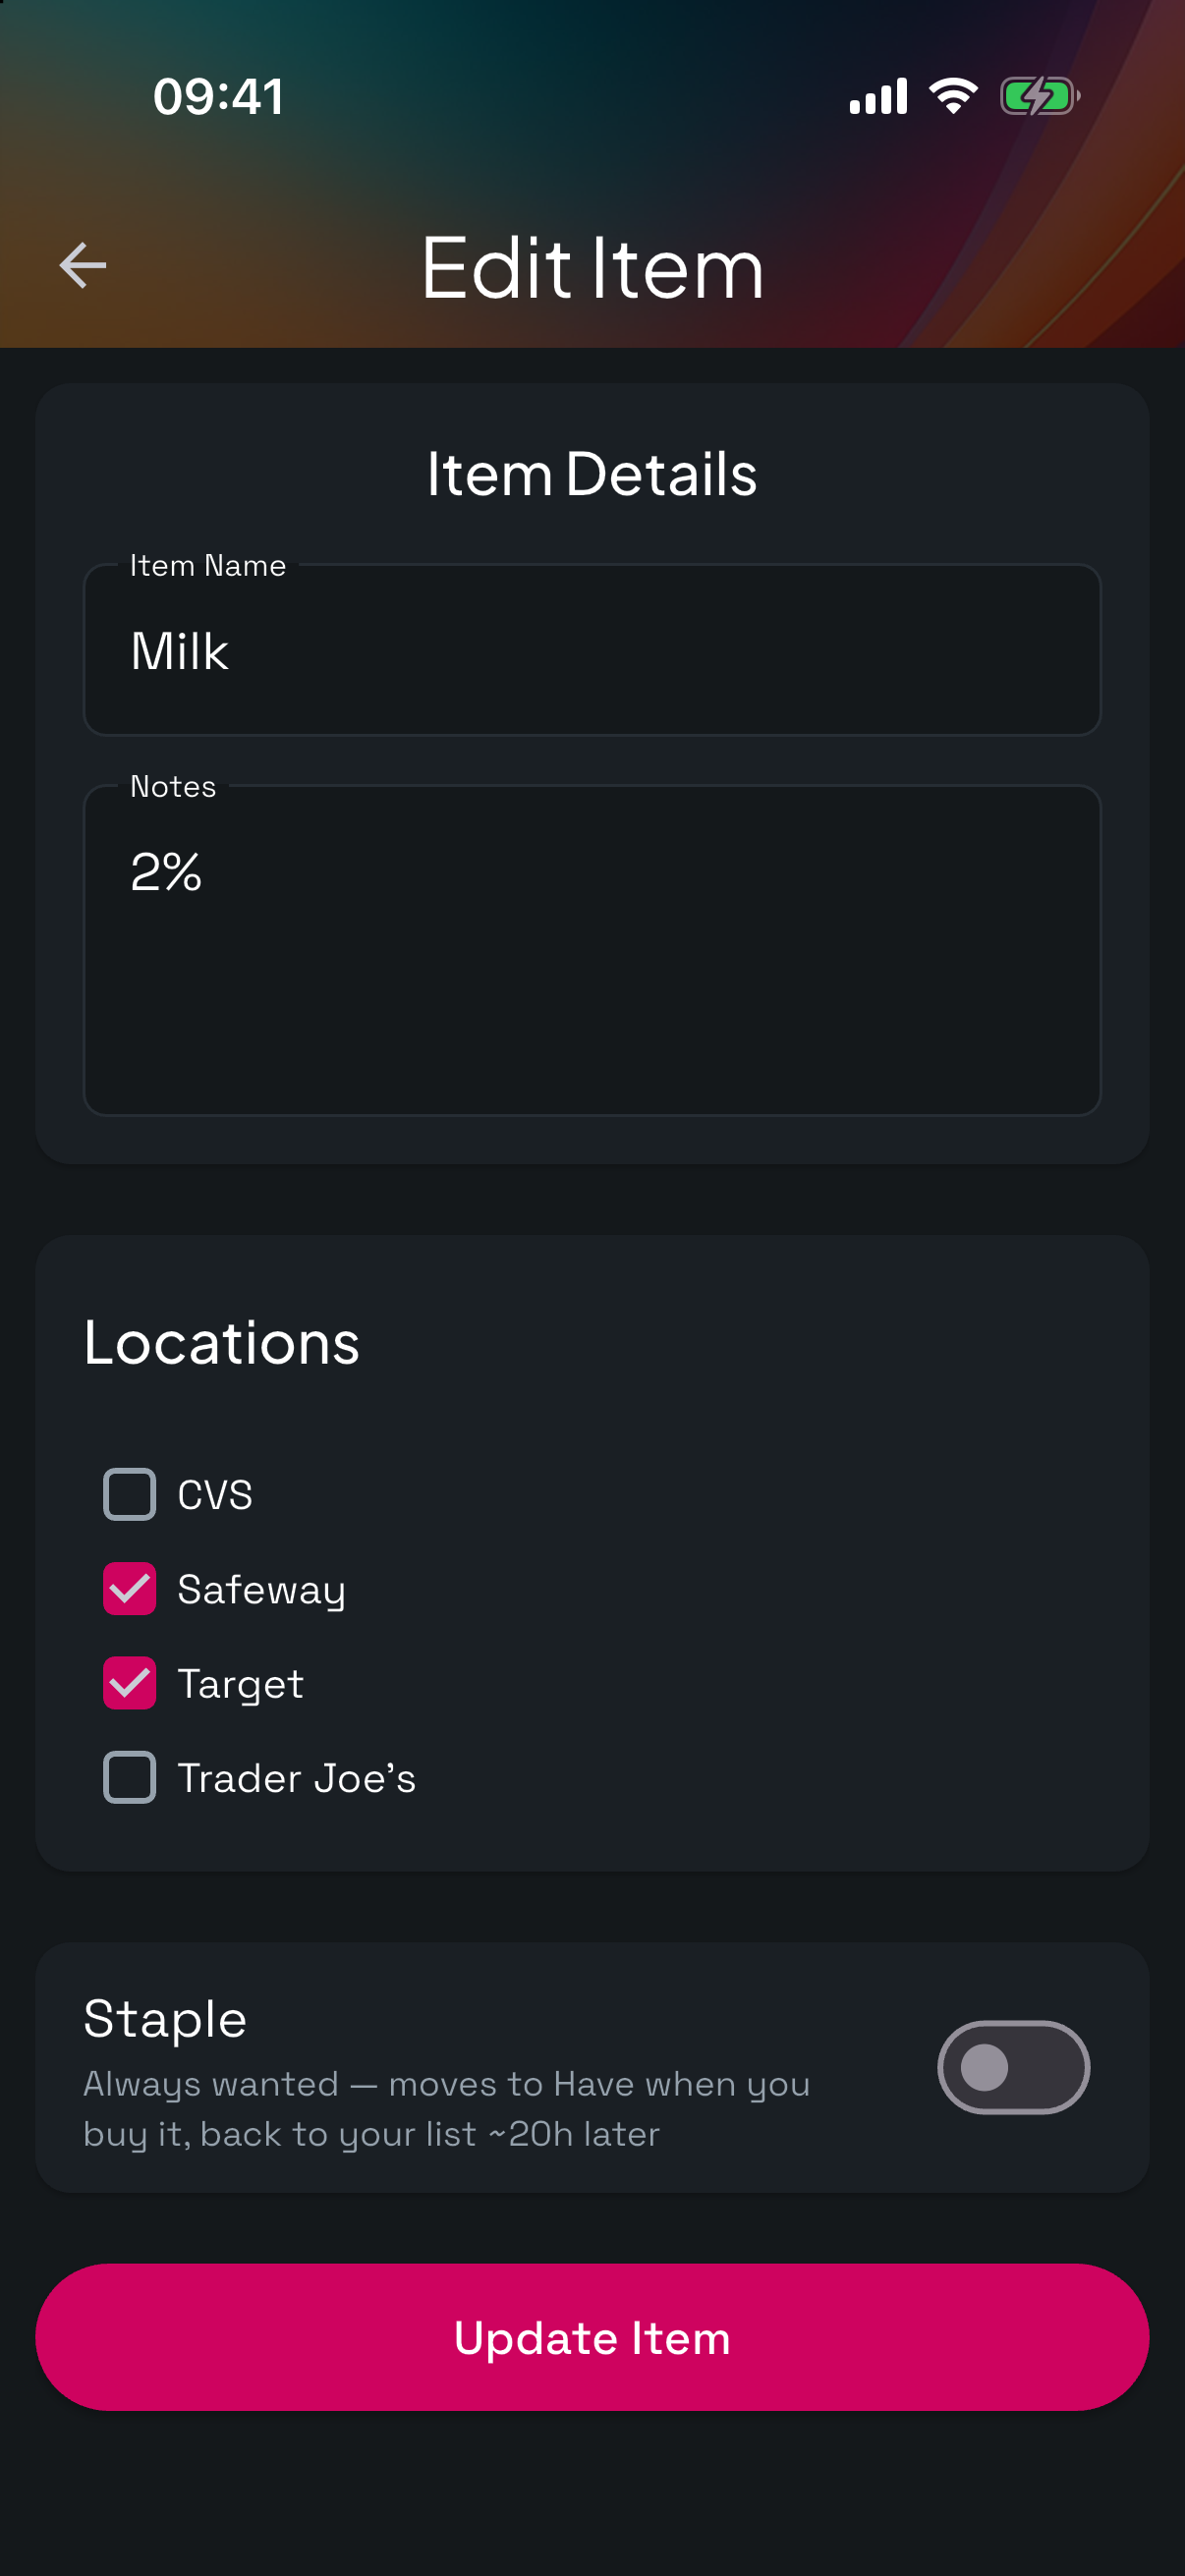 09:41
Edit Item
Item Details
Item Name
Milk
Notes
2%
Locations
CVS
Safeway
Target
Trader Joe's
Staple
Always wanted — moves to Have when you
buy it, back to your list ~20h later
Update Item